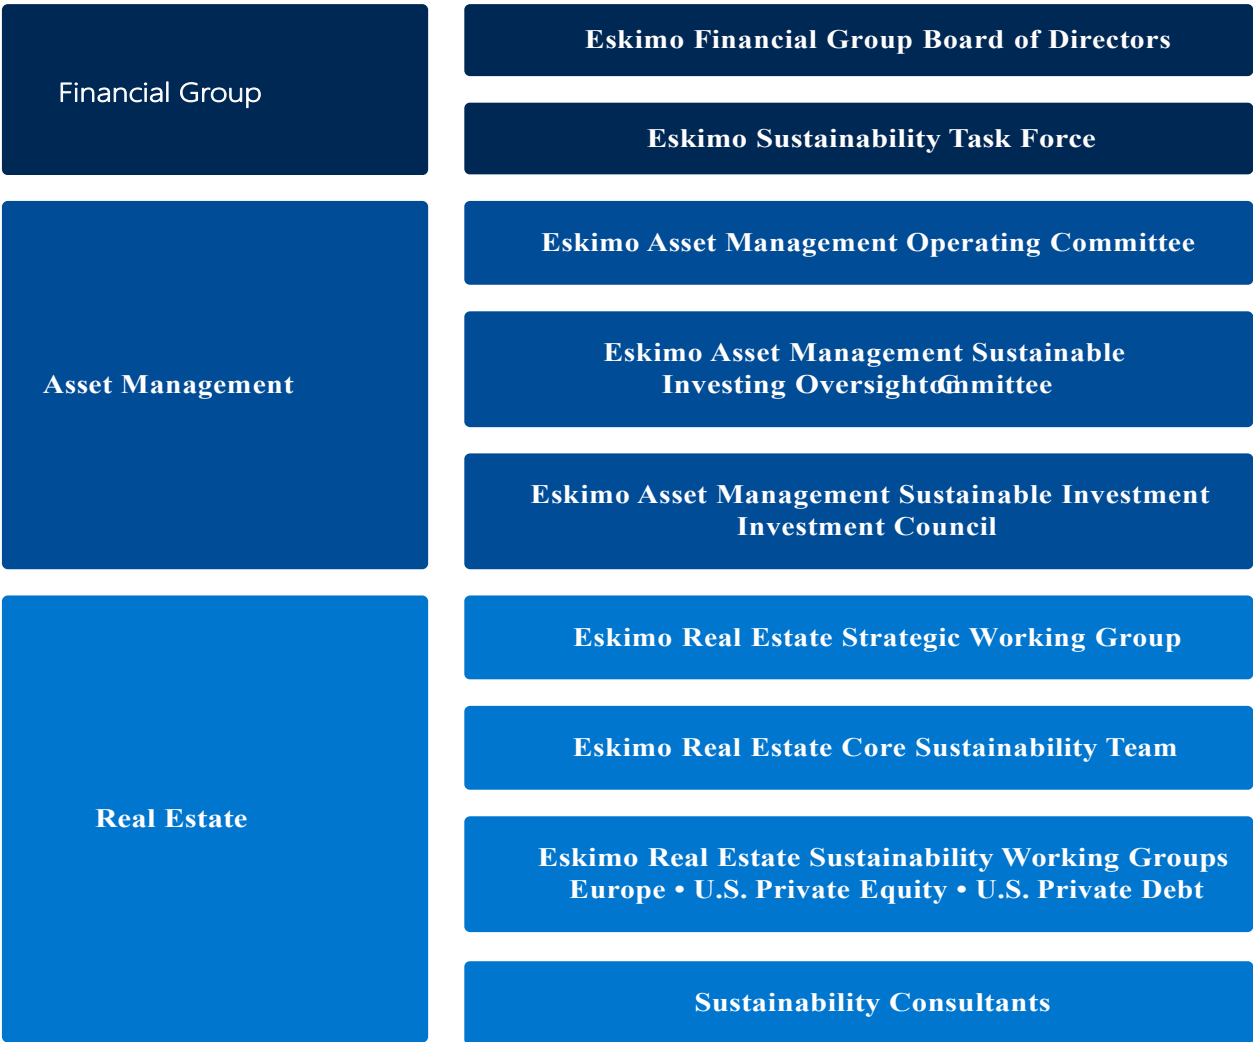 Financial Group
Eskimo Financial Group Board of Directors
Eskimo Sustainability Task Force
Asset Management
Eskimo Asset Management Operating Committee
Eskimo Asset Management Sustainable
Investing Oversight Committee
Eskimo Asset Management Sustainable Investment
Investment Council
Real Estate
Eskimo Real Estate Strategic Working Group
Eskimo Real Estate Core Sustainability Team
Eskimo Real Estate Sustainability Working Groups
Europe • U.S. Private Equity • U.S. Private Debt
Sustainability Consultants